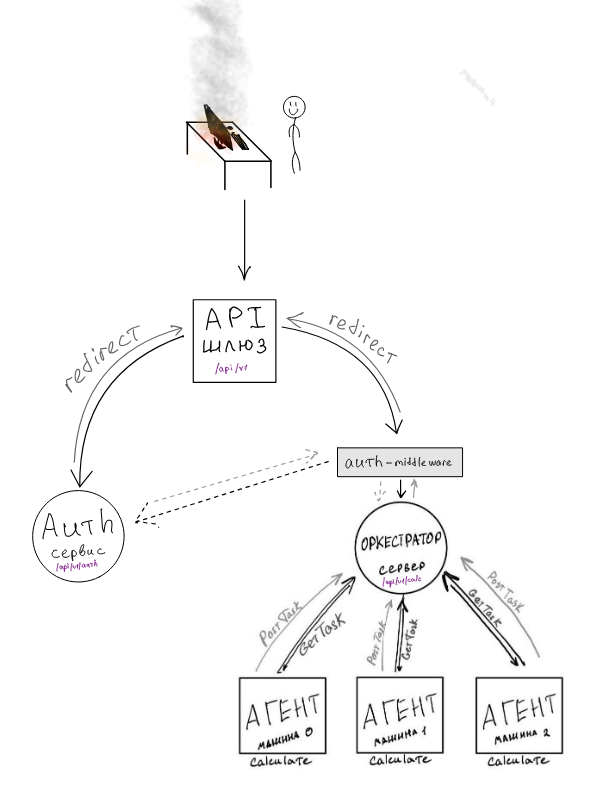 API
шлюз
/api/v1
redirect
redirect
auth-middleware
Auth
сервис
/api/v1/auth
ОРКЕСТРАТОР
СЕРВЕР
/api/v1/calc
PostTask
GetTask
PostTask
GetTask
PostTask
GetTask
АГЕНТ
МАШИНА 0
calculate
АГЕНТ
МАШИНА 1
calculate
АГЕНТ
МАШИНА 2
calculate